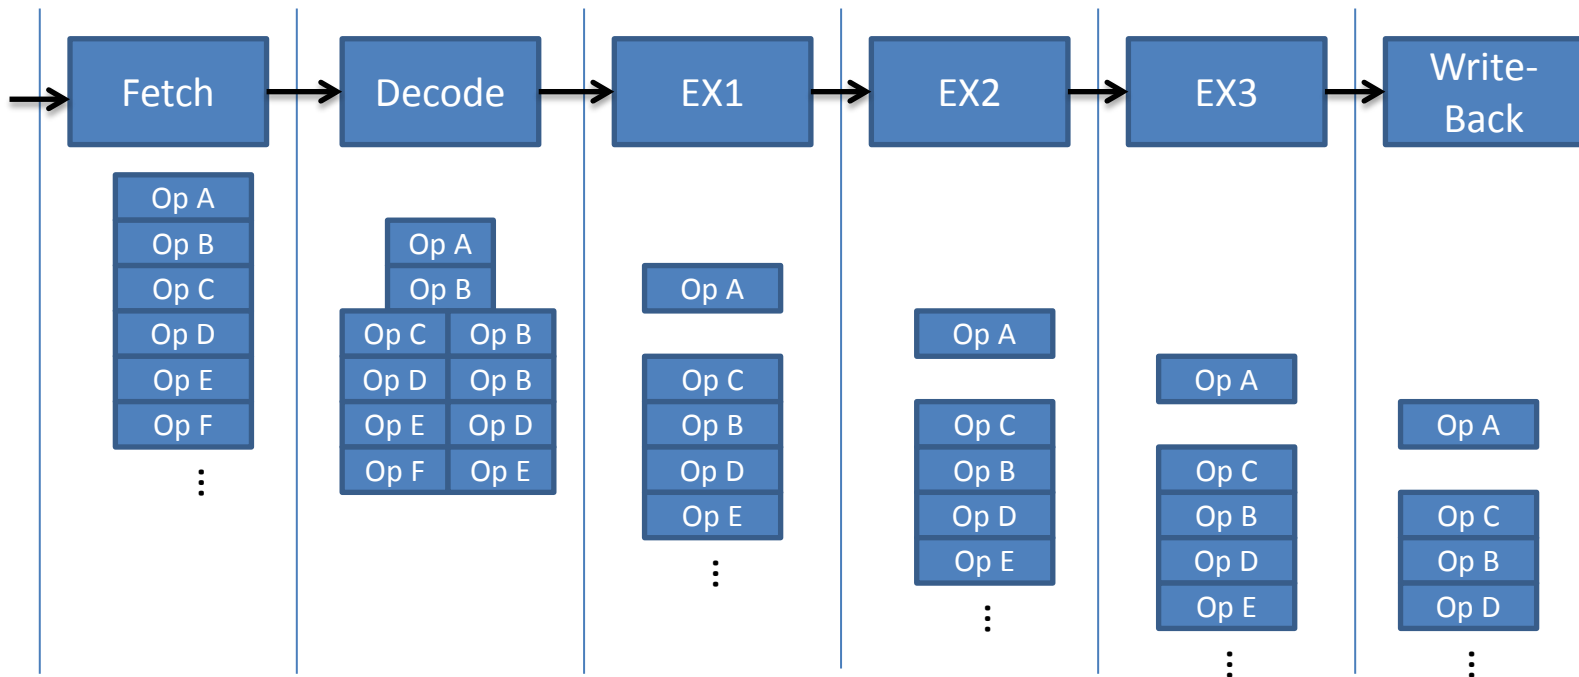 Fetch
Decode
EX1
EX2
EX3
Write-
Back
Op A
Op B
Op C
Op D
Op E
Op F
...
Op A
Op B
Op C Op B
Op D Op B
Op E Op D
Op F Op E
Op A
Op C
Op B
Op D
Op E
...
Op A
Op C
Op B
Op D
Op E
...
Op A
Op C
Op B
Op D
Op E
...
Op A
Op C
Op B
Op D
...